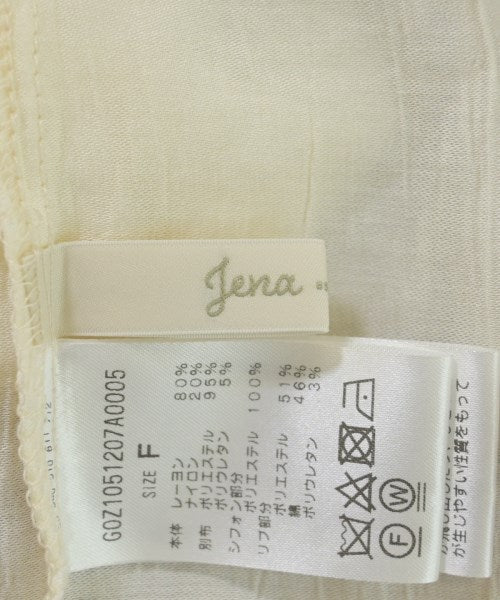 Jena
G0Z1051207A0005
SIZE F
本体 レーヨン 80%
ナイロン 20%
別布 ポリエステル 95%
ポリウレタン 5%
シフォン部分
ポリエステル 100%
リブ部分
ポリエステル 51%
綿 46%
ポリウレタン 3%
F W
が生じやすい性質をもって